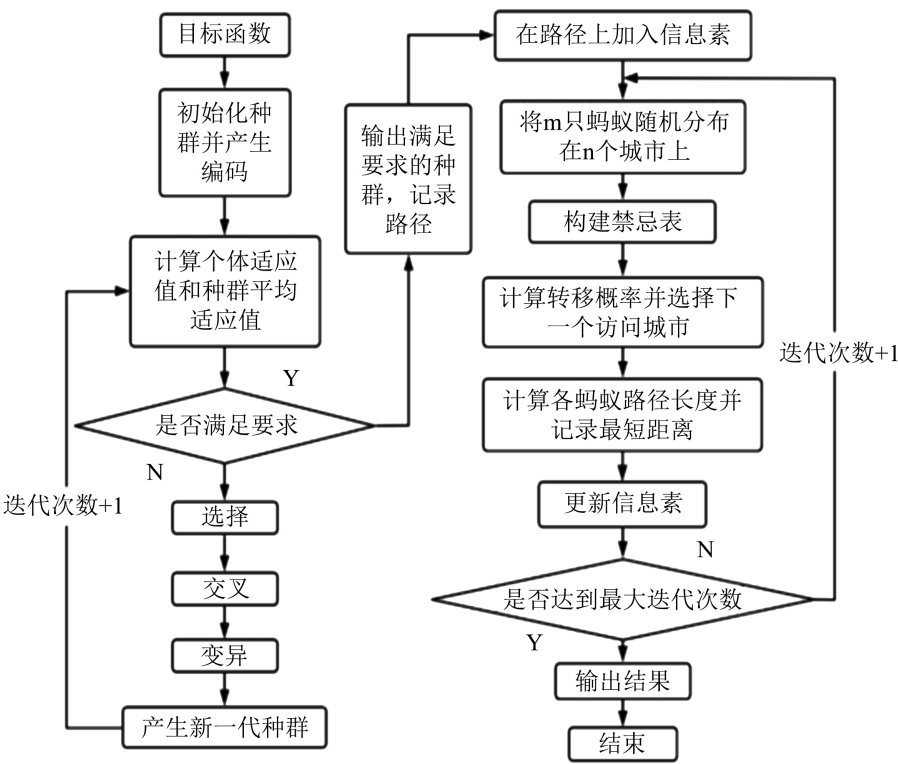 目标函数
初始化种
群并产生
编码
计算个体适应
值和种群平均
适应值
Y
是否满足要求
N
迭代次数+1
选择
交叉
变异
产生新一代种群
输出满足
要求的种
群，记录
路径
在路径上加入信息素
将m只蚂蚁随机分布
在n个城市上
构建禁忌表
计算转移概率并选择下
一个访问城市
迭代次数+1
计算各蚂蚁路径长度并
记录最短距离
更新信息素
N
是否达到最大迭代次数
Y
输出结果
结束